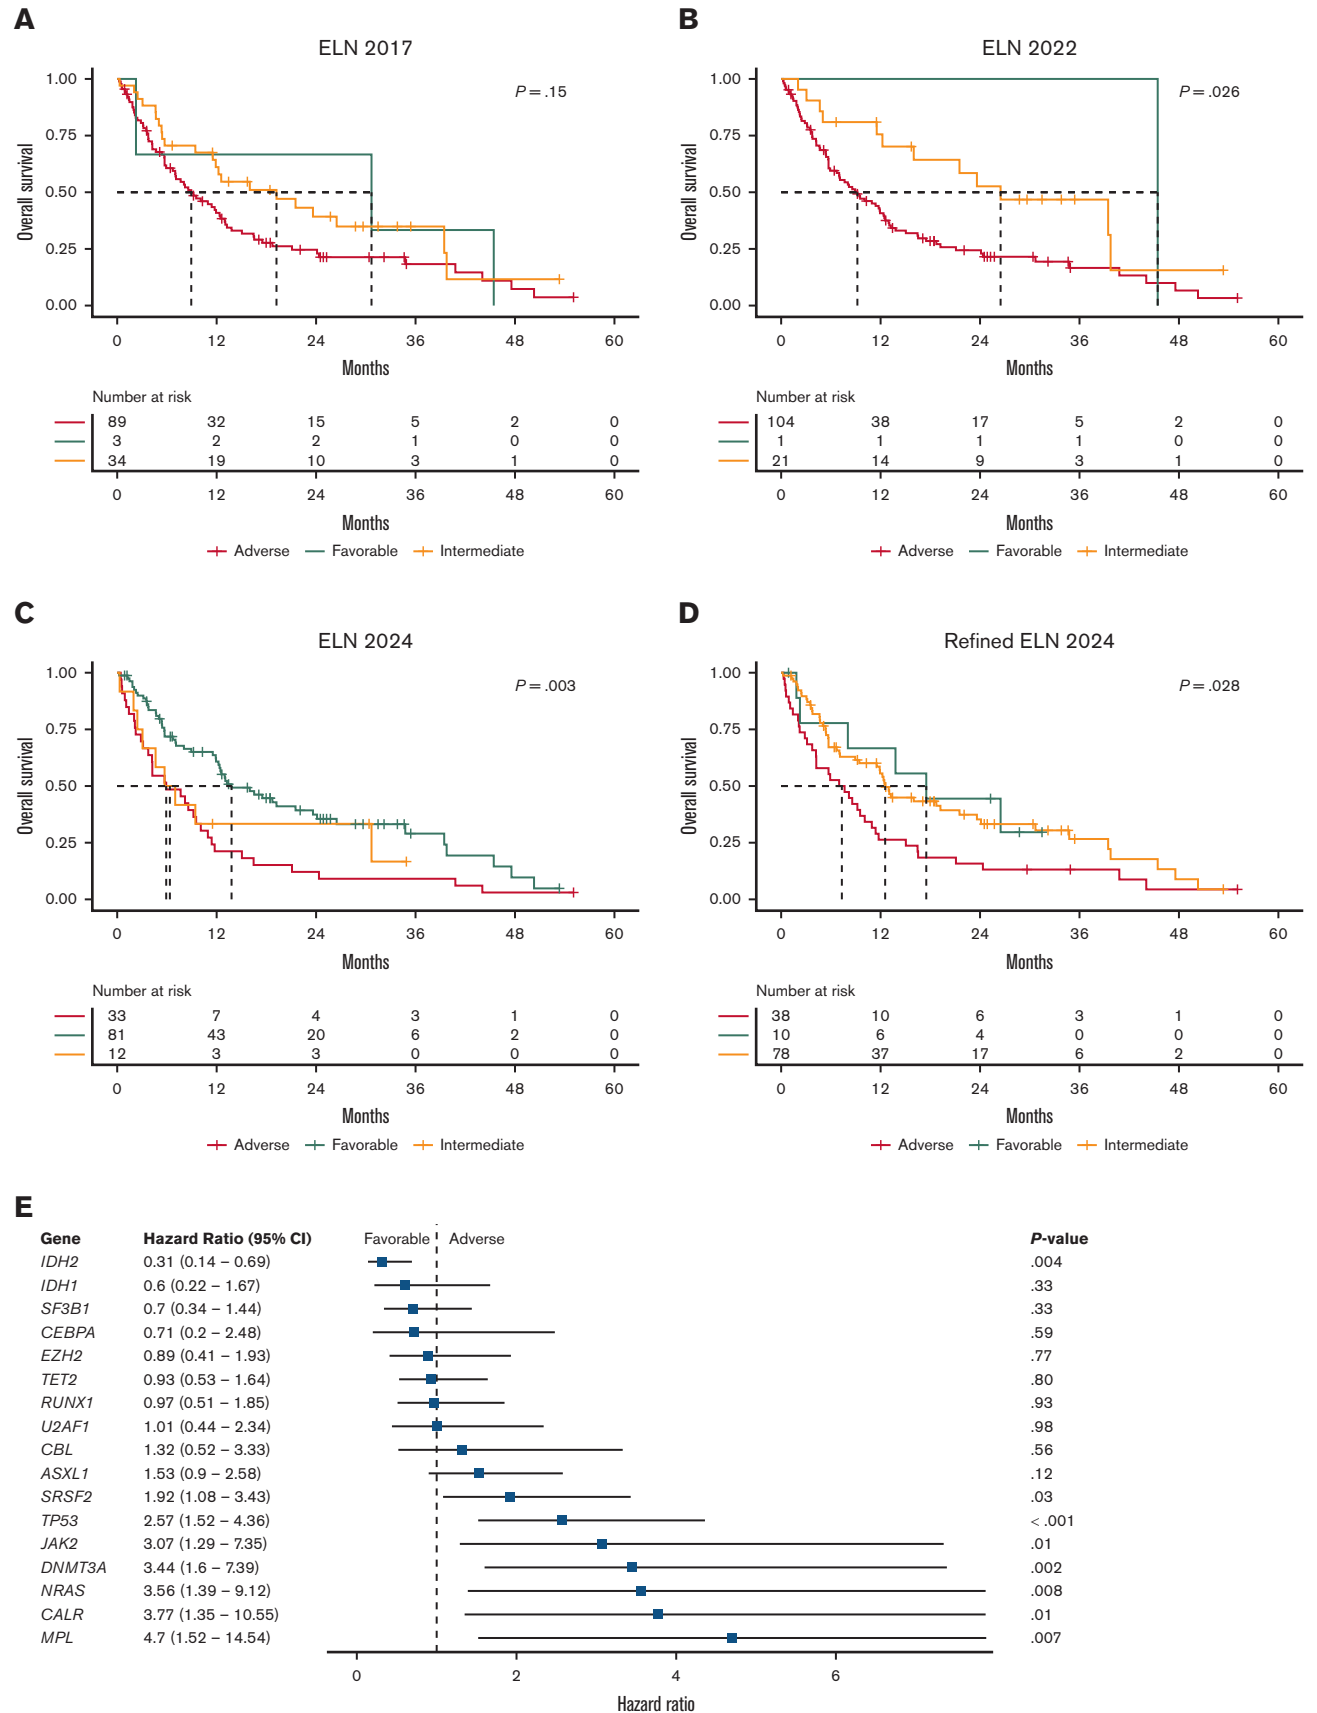 A
ELN 2017
P = .15
Overall survival
1.00
0.75
0.50
0.25
0.00
0 12 24 36 48 60
Months
Number at risk
89 32 15 5 2 0
3 2 2 1 0 0
34 19 10 3 1 0
0 12 24 36 48 60
Months
Adverse Favorable Intermediate
B
ELN 2022
P = .026
Overall survival
1.00
0.75
0.50
0.25
0.00
0 12 24 36 48 60
Months
Number at risk
104 38 17 5 2 0
1 1 1 1 0 0
21 14 9 3 1 0
0 12 24 36 48 60
Months
Adverse Favorable Intermediate
C
ELN 2024
P = .003
Overall survival
1.00
0.75
0.50
0.25
0.00
0 12 24 36 48 60
Months
Number at risk
33 7 4 3 1 0
81 43 20 6 2 0
12 3 3 0 0 0
0 12 24 36 48 60
Months
Adverse Favorable Intermediate
D
Refined ELN 2024
P = .028
Overall survival
1.00
0.75
0.50
0.25
0.00
0 12 24 36 48 60
Months
Number at risk
38 10 6 3 1 0
10 6 4 0 0 0
78 37 17 6 2 0
0 12 24 36 48 60
Months
Adverse Favorable Intermediate
E
Gene Hazard Ratio (95% CI) Favorable Adverse P-value
IDH2 0.31 (0.14 – 0.69) .004
IDH1 0.6 (0.22 – 1.67) .33
SF3B1 0.7 (0.34 – 1.44) .33
CEBPA 0.71 (0.2 – 2.48) .59
EZH2 0.89 (0.41 – 1.93) .77
TET2 0.93 (0.53 – 1.64) .80
RUNX1 0.97 (0.51 – 1.85) .93
U2AF1 1.01 (0.44 – 2.34) .98
CBL 1.32 (0.52 – 3.33) .56
ASXL1 1.53 (0.9 – 2.58) .12
SRSF2 1.92 (1.08 – 3.43) .03
TP53 2.57 (1.52 – 4.36) < .001
JAK2 3.07 (1.29 – 7.35) .01
DNMT3A 3.44 (1.6 – 7.39) .002
NRAS 3.56 (1.39 – 9.12) .008
CALR 3.77 (1.35 – 10.55) .01
MPL 4.7 (1.52 – 14.54) .007
0 2 4 6
Hazard ratio